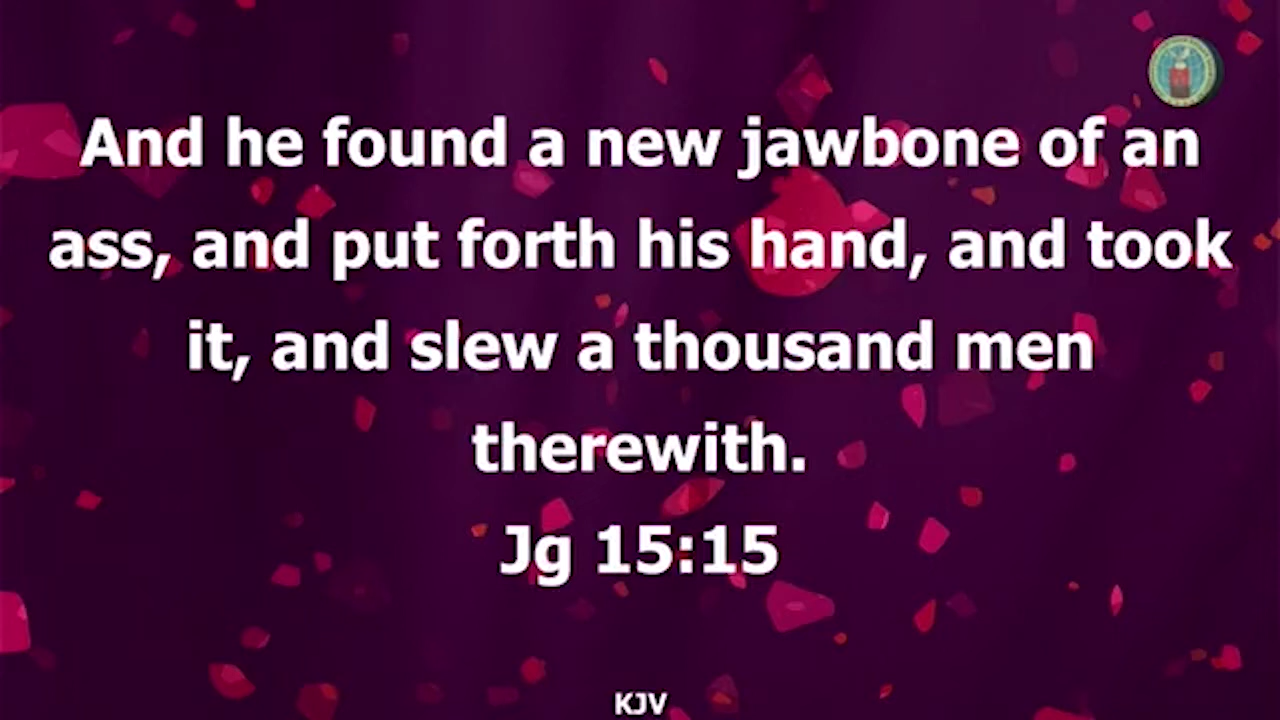 And he found a new jawbone of an
ass, and put forth his hand, and took
it, and slew a thousand men
therewith.
Jg 15:15
KJV